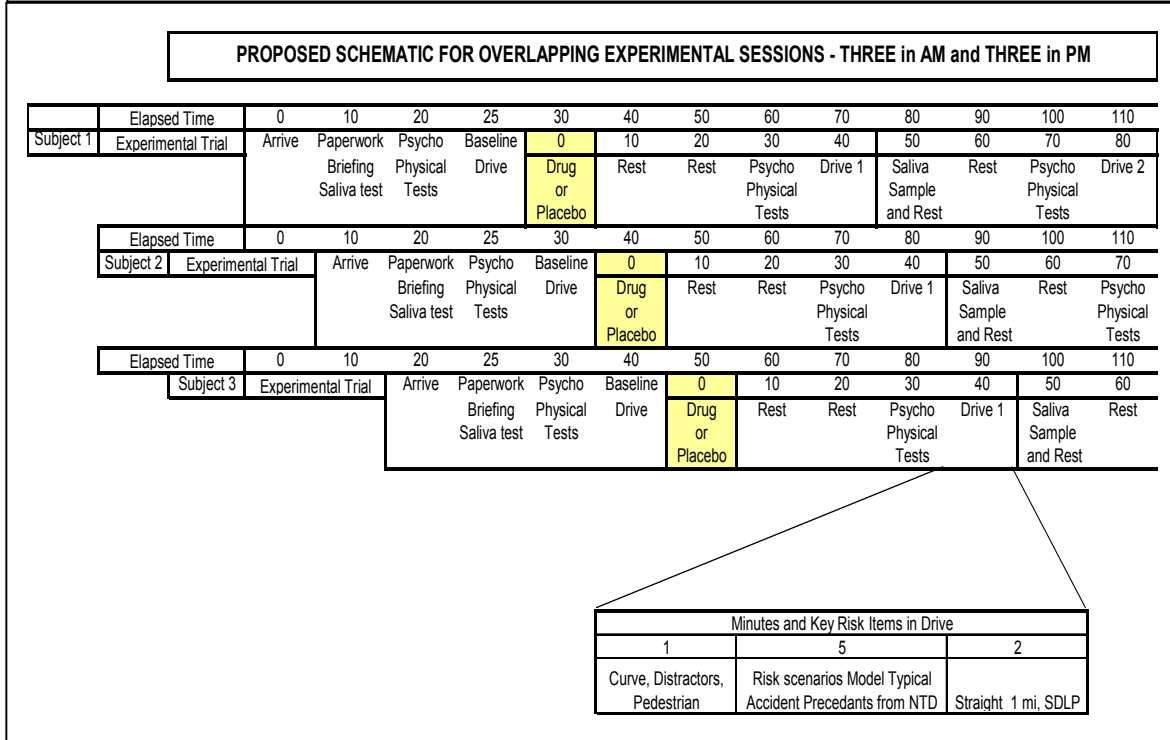 PROPOSED SCHEMATIC FOR OVERLAPPING EXPERIMENTAL SESSIONS - THREE in AM and THREE in PM
Elapsed Time 0 10 20 25 30 40 50 60 70 80 90 100 110
Subject 1 Experimental Trial Arrive Paperwork Psycho Baseline 0 10 20 30 40 50 60 70 80
Briefing Physical Drive Drug Rest Rest Psycho Drive 1 Saliva Rest Psycho Drive 2
Saliva test Tests or Physical Sample Physical
Placebo Tests and Rest Tests
Elapsed Time 0 10 20 25 30 40 50 60 70 80 90 100 110
Subject 2 Experimental Trial Arrive Paperwork Psycho Baseline 0 10 20 30 40 50 60 70
Briefing Physical Drive Drug Rest Rest Psycho Drive 1 Saliva Rest Psycho
Saliva test Tests or Physical Sample Physical
Placebo Tests and Rest Tests
Elapsed Time 0 10 20 25 30 40 50 60 70 80 90 100 110
Subject 3 Experimental Trial Arrive Paperwork Psycho Baseline 0 10 20 30 40 50 60
Briefing Physical Drive Drug Rest Rest Psycho Drive 1 Saliva Rest
Saliva test Tests or Physical Sample
Placebo Tests and Rest
Minutes and Key Risk Items in Drive
1 5 2
Curve, Distractors, Risk scenarios Model Typical
Pedestrian Accident Precedants from NTD Straight 1 mi, SDLP